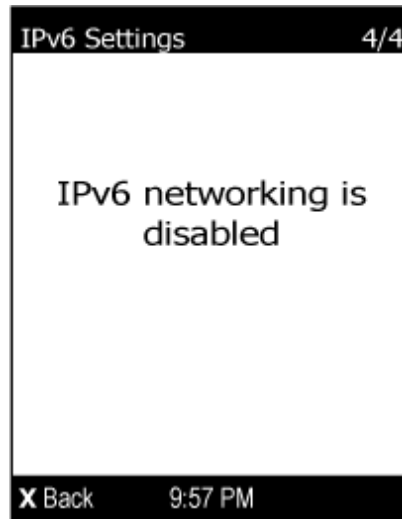 IPv6 Settings 4/4
IPv6 networking is
disabled
X Back 9:57 PM